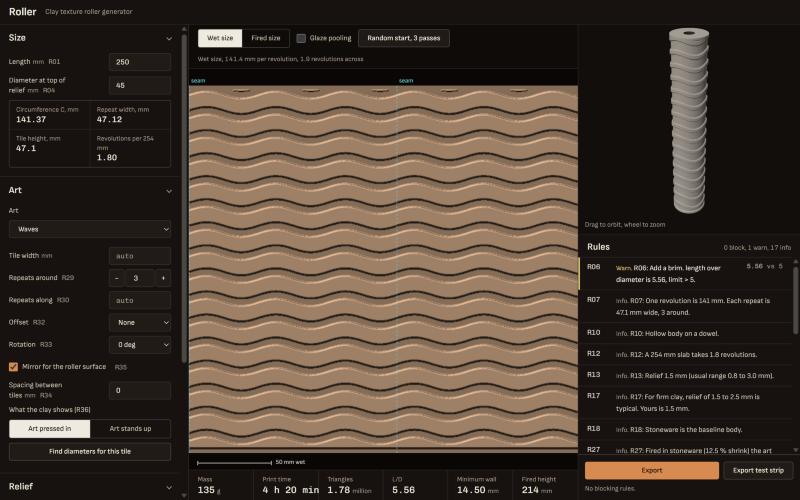 Roller Clay texture roller generator
Size
Length mm R01 250
Diameter at top of relief mm R04 45
Circumference C, mm
141.37
Repeat width, mm
47.12
Tile height, mm
47.1
Revolutions per 254 mm
1.80
Art
Art
Waves
Tile width mm auto
Repeats around R29 - 3 +
Repeats along R30 auto
Offset R32 None
Rotation R33 0 deg
Mirror for the roller surface R35
Spacing between tiles mm R34 0
What the clay shows (R36)
Art pressed in Art stands up
Find diameters for this tile
Relief
Wet size Fired size Glaze pooling Random start, 3 passes
Wet size, 141.4 mm per revolution, 1.9 revolutions across
seam seam
50 mm wet
Mass
135 g
Print time
4 h 20 min
Triangles
1.78 million
L/D
5.56
Minimum wall
14.50 mm
Fired height
214 mm
Drag to orbit, wheel to zoom
Rules 0 block, 1 warn, 17 info
R06 Warn. R06: Add a brim. length over diameter is 5.56, limit > 5. 5.56 vs 5
R07 Info. R07: One revolution is 141 mm. Each repeat is 47.1 mm wide, 3 around.
R10 Info. R10: Hollow body on a dowel.
R12 Info. R12: A 254 mm slab takes 1.8 revolutions.
R13 Info. R13: Relief 1.5 mm (usual range 0.8 to 3.0 mm).
R17 Info. R17: For firm clay, relief of 1.5 to 2.5 mm is typical. Yours is 1.5 mm.
R18 Info. R18: Stoneware is the baseline body.
R27 Info. R27: Fired in stoneware (12.5 % shrink) the art
Export Export test strip
No blocking rules.